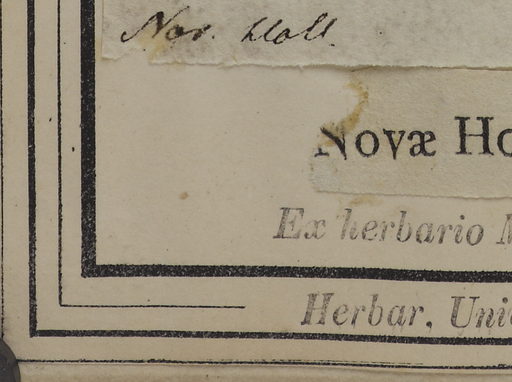 Nov. Holl.
Novæ Ho
Ex herbario M
Herbar. Uni